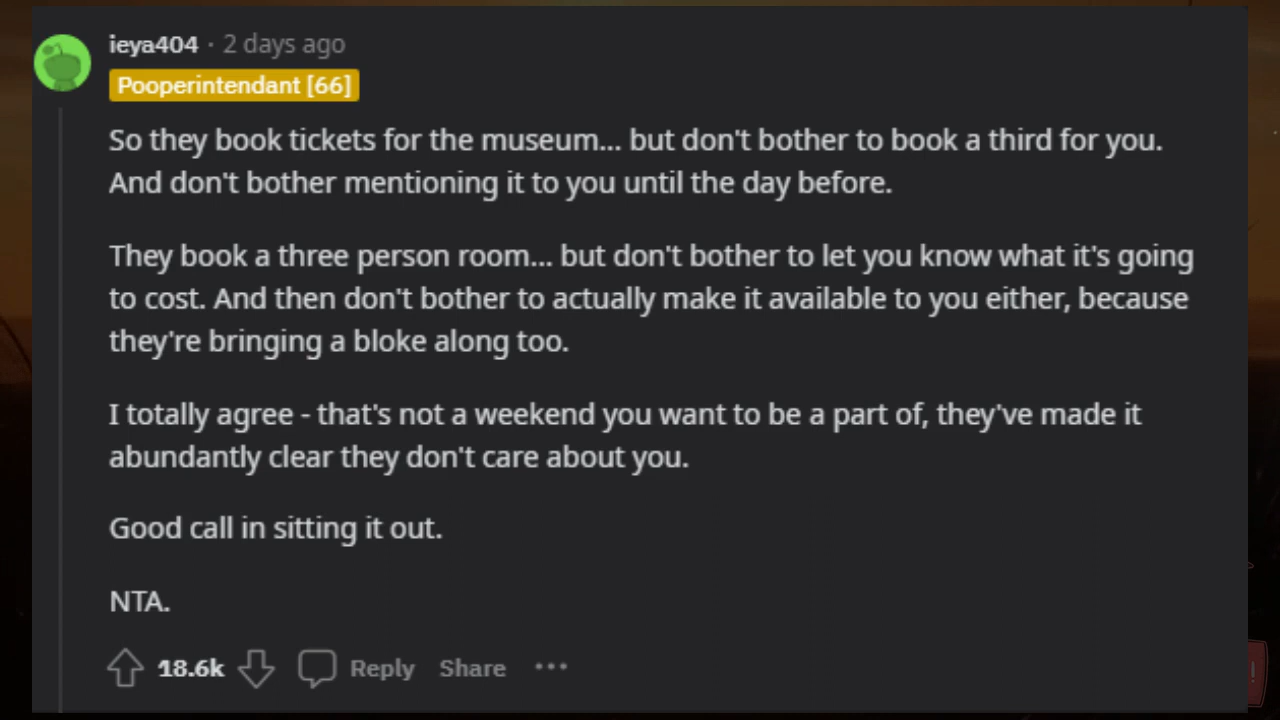 ieya404 · 2 days ago
Pooperintendant [66]
So they book tickets for the museum... but don't bother to book a third for you.
And don't bother mentioning it to you until the day before.
They book a three person room... but don't bother to let you know what it's going
to cost. And then don't bother to actually make it available to you either, because
they're bringing a bloke along too.
I totally agree - that's not a weekend you want to be a part of, they've made it
abundantly clear they don't care about you.
Good call in sitting it out.
NTA.
18.6k Reply Share ···
!